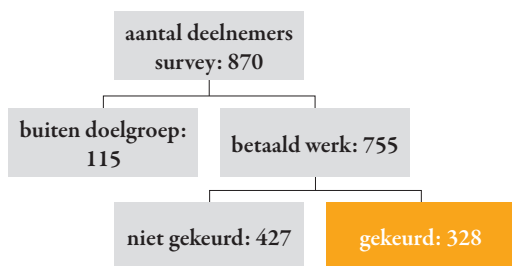 aantal deelnemers
survey: 870
buiten doelgroep:
115
betaald werk: 755
niet gekeurd: 427
gekeurd: 328